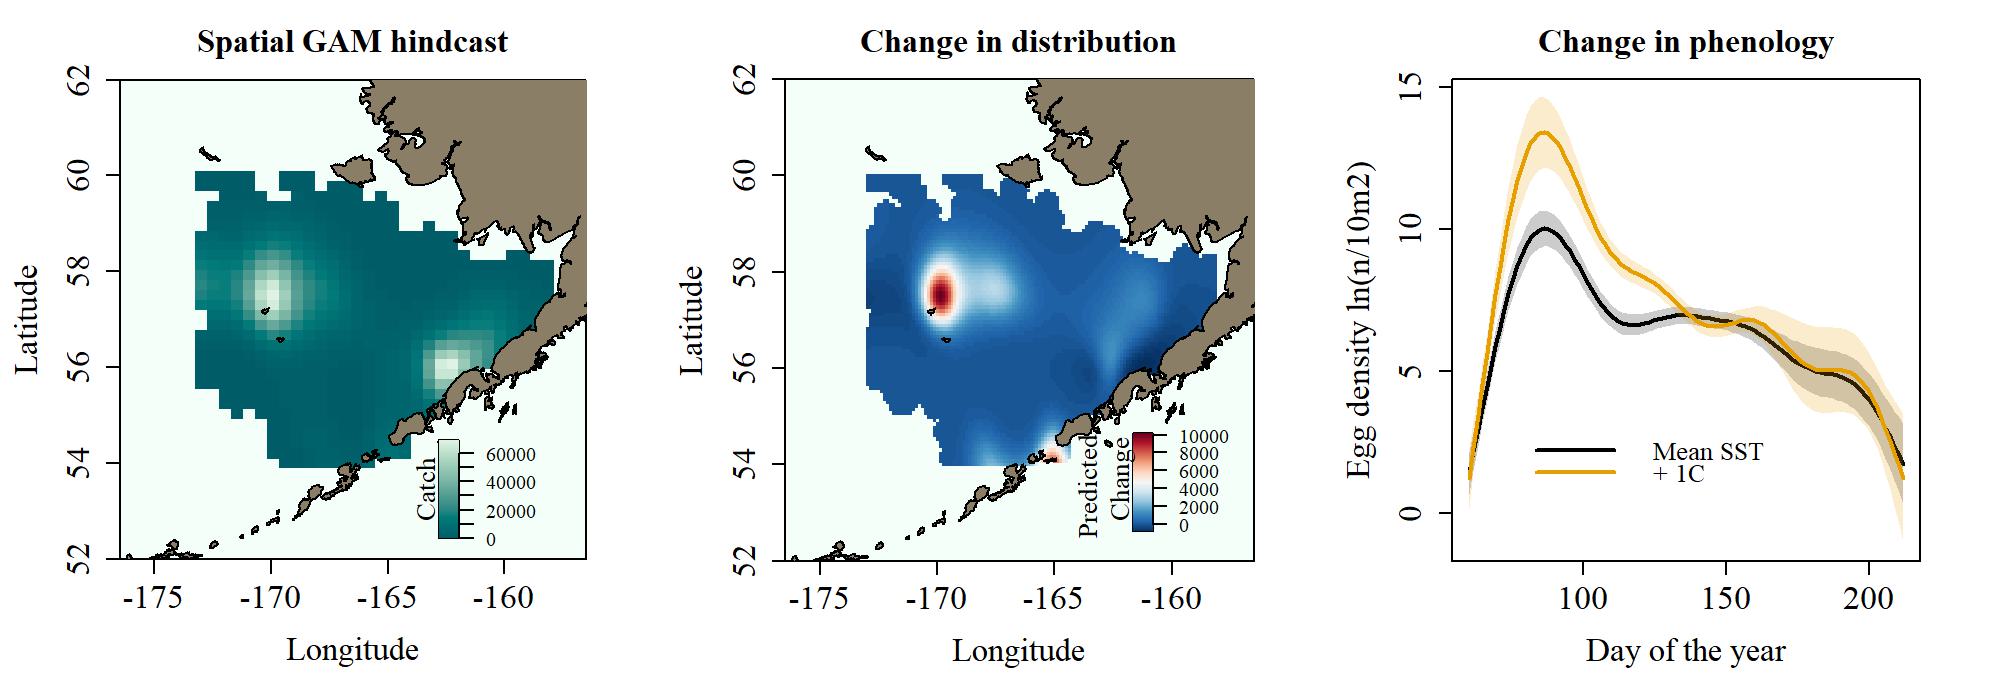 Spatial GAM hindcast
62
60
58
56
54
52
Latitude
-175
-170
-165
-160
Longitude
Catch
60000
40000
20000
0
Change in distribution
62
60
58
56
54
52
Latitude
-175
-170
-165
-160
Longitude
Predicted
Change
10000
8000
6000
4000
2000
0
Change in phenology
15
10
5
0
Egg density ln(n/10m2)
Mean SST
+ 1C
100
150
200
Day of the year